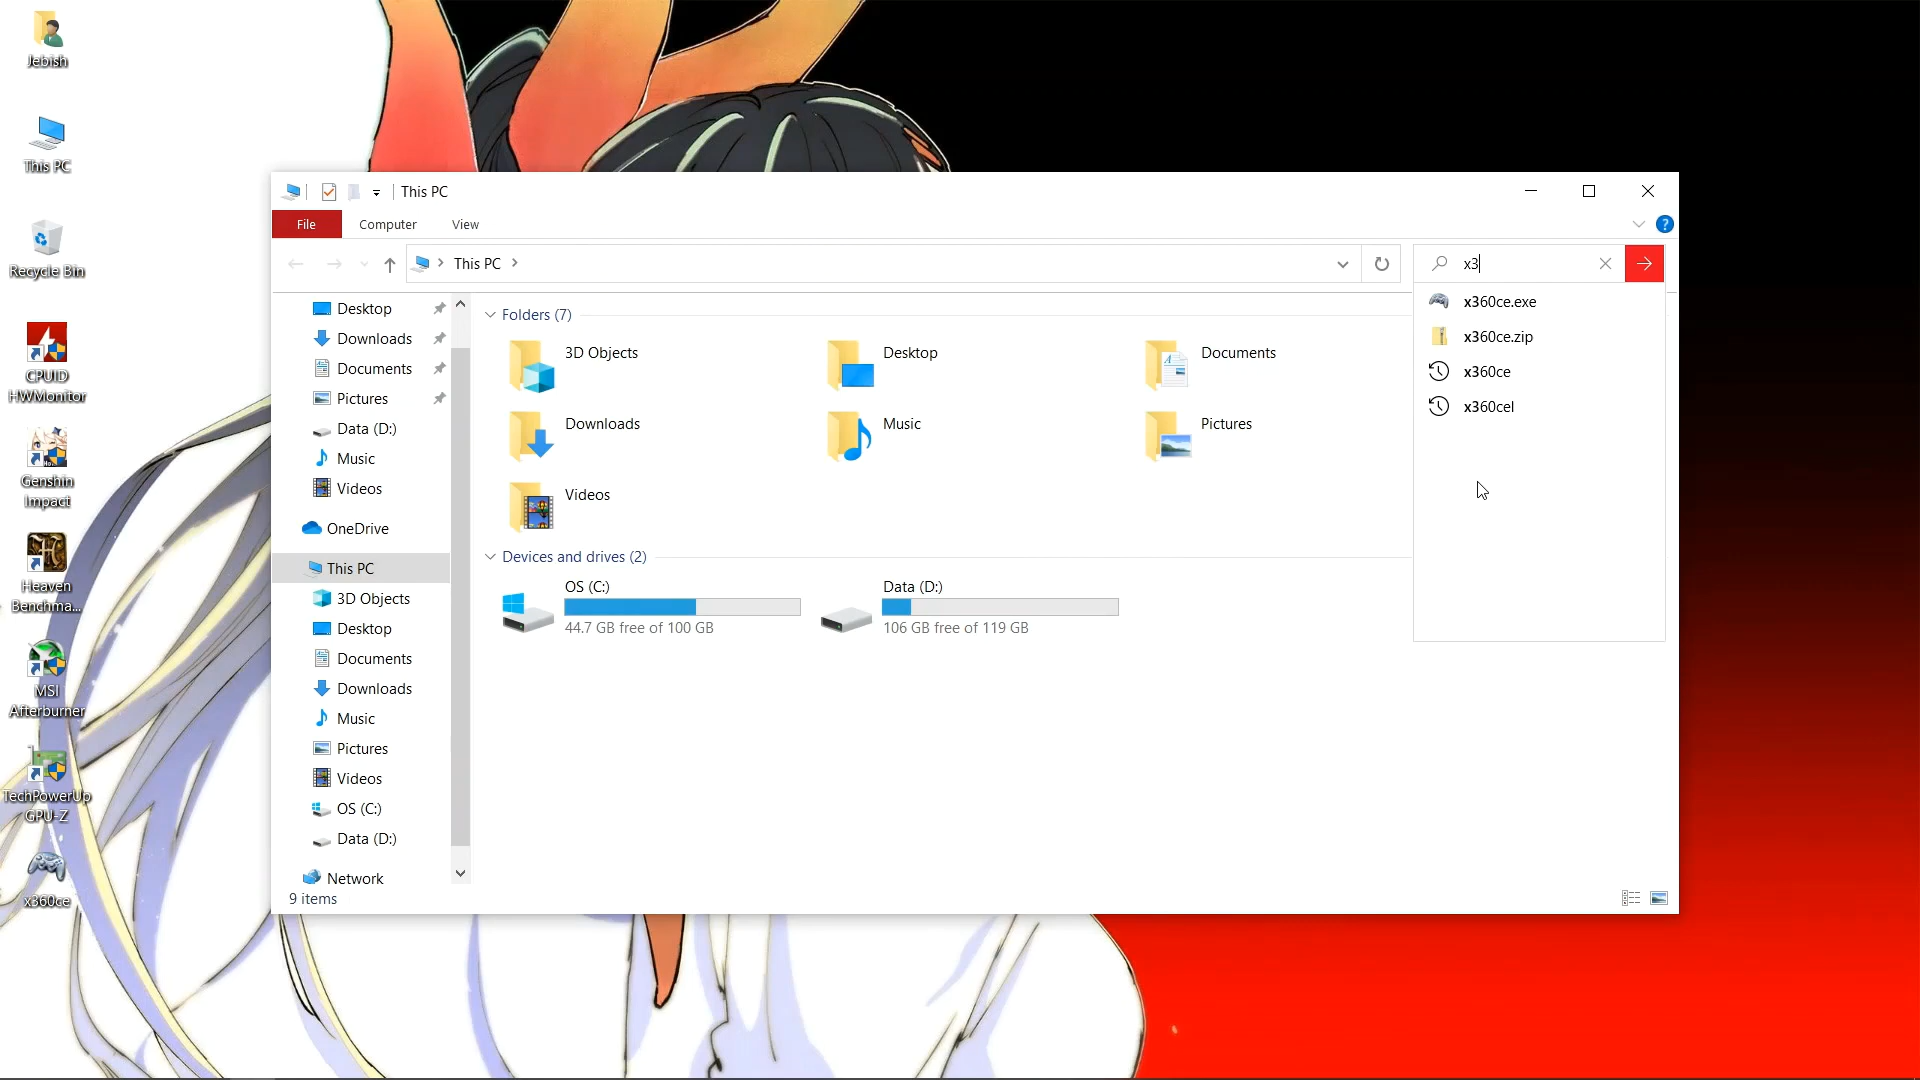 Jebish
This PC
Recycle Bin
CPUID
HWMonitor
Genshin
Impact
Heaven
Benchma...
MSI
Afterburner
TechPowerUp
GPU-Z
x360ce
This PC
File
Computer
View
This PC
x3
x360ce.exe
x360ce.zip
x360ce
x360cel
Desktop
Downloads
Documents
Pictures
Data (D:)
Music
Videos
OneDrive
This PC
3D Objects
Desktop
Documents
Downloads
Music
Pictures
Videos
OS (C:)
Data (D:)
Network
Folders (7)
3D Objects
Desktop
Documents
Downloads
Music
Pictures
Videos
Devices and drives (2)
OS (C:)
44.7 GB free of 100 GB
Data (D:)
106 GB free of 119 GB
9 items